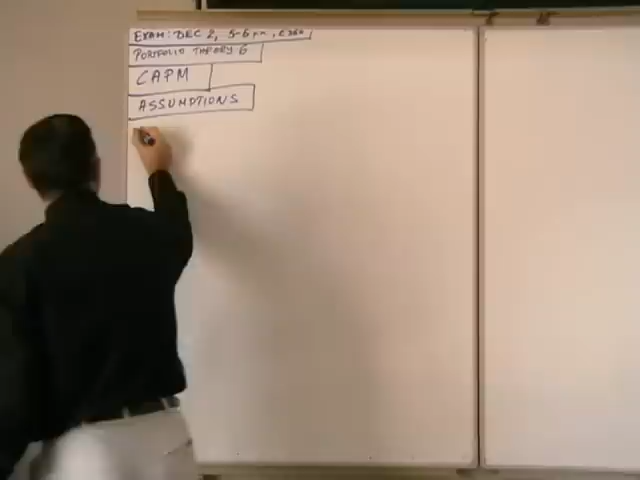 EXAM: DEC 2, 5-6 PM,
PORTFOLIO THEORY 6
CAPM
ASSUMPTIONS